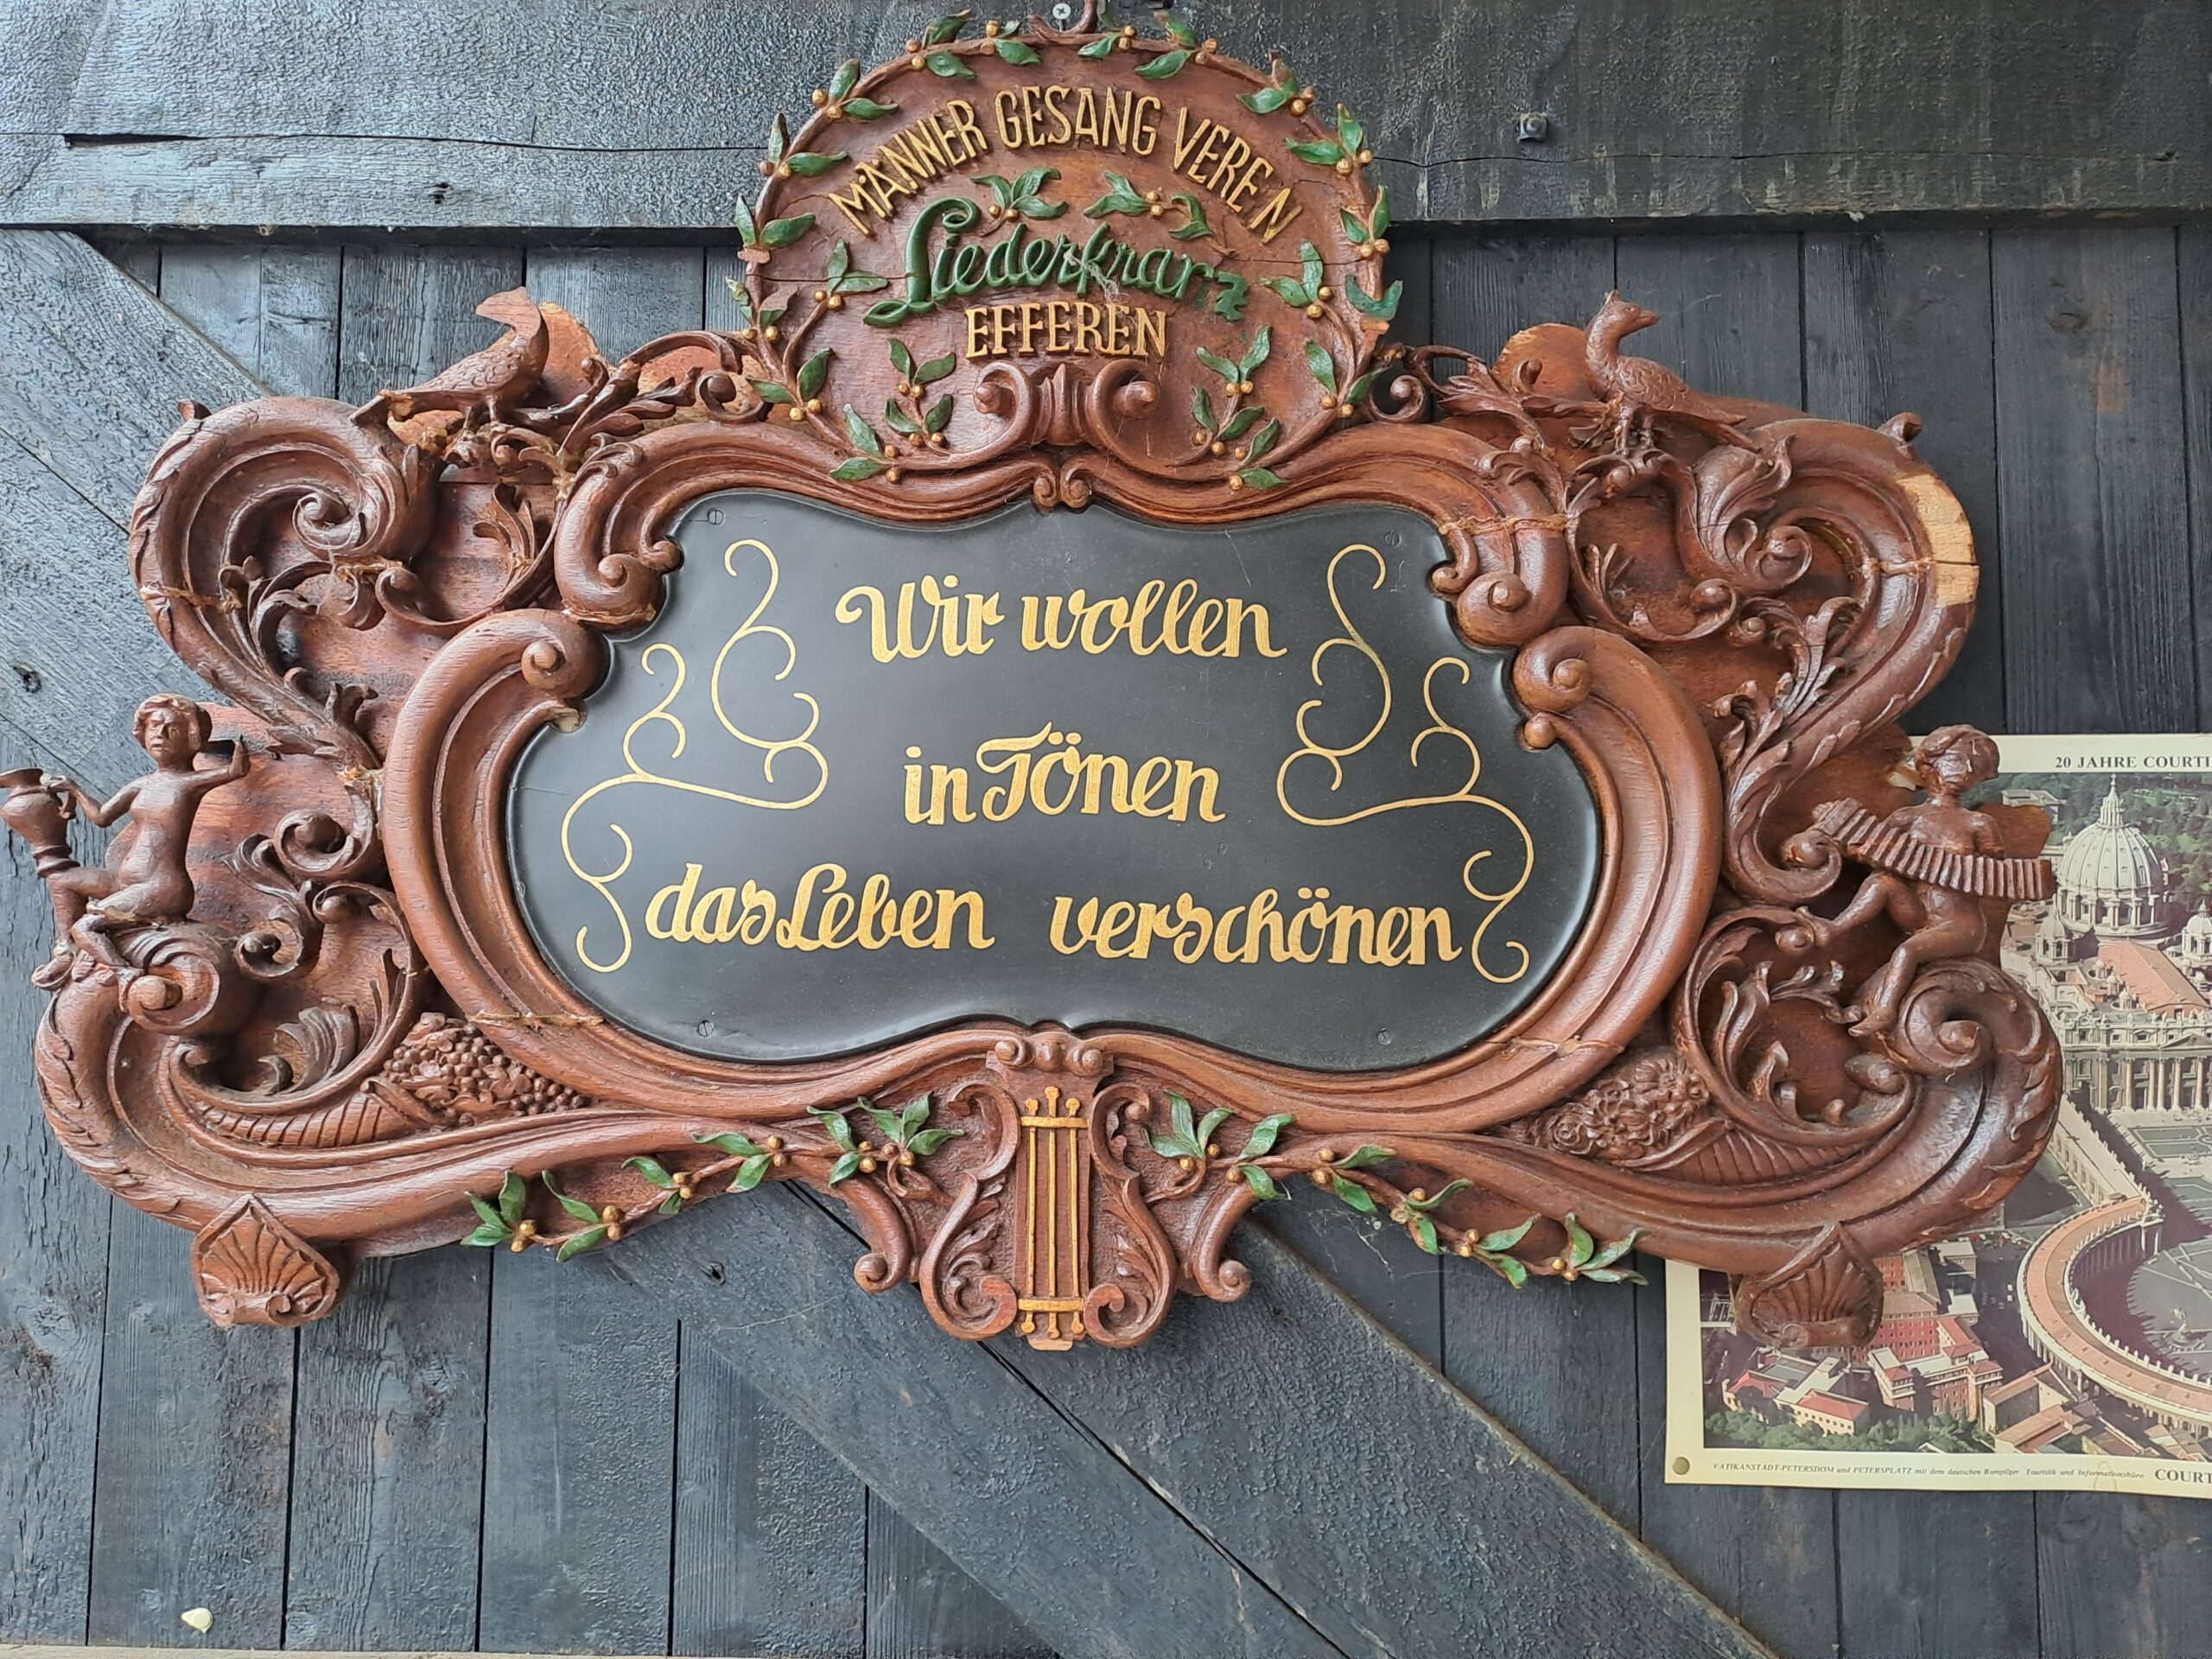 MÄNNER GESANG VEREN
Liederkranz
EFFEREN
Wir wollen
in Tönen
das Leben verschönen
20 JAHRE COURTI
VATIKANSTADT-PETERSDOM und PETERSPLATZ mit dem deutschen Rompilger Touristik und Informationsbüro COURT